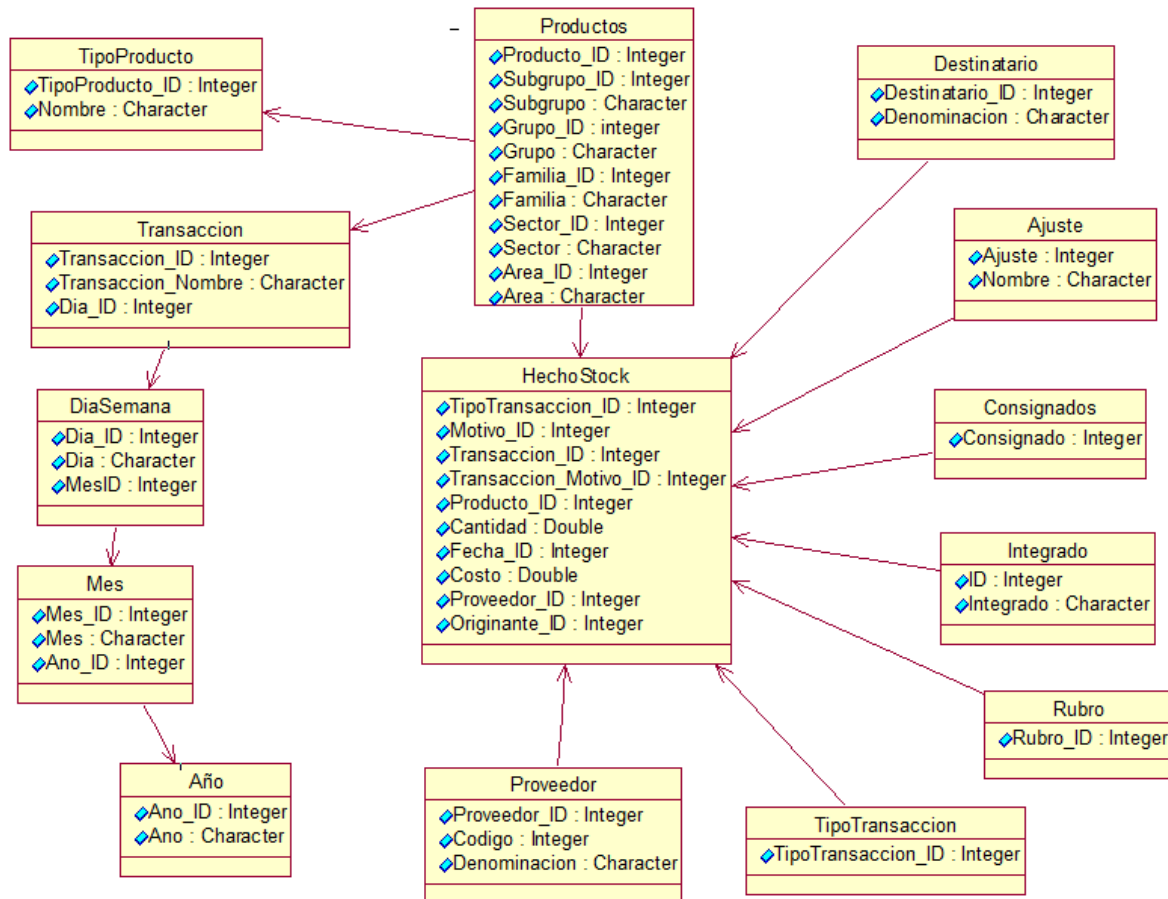 Productos
Producto_ID : Integer
Subgrupo_ID : Integer
Subgrupo : Character
Grupo_ID : integer
Grupo : Character
Familia_ID : Integer
Familia : Character
Sector_ID : Integer
Sector : Character
Area_ID : Integer
Area : Character
TipoProducto
TipoProducto_ID : Integer
Nombre : Character
Destinatario
Destinatario_ID : Integer
Denominacion : Character
Transaccion
Transaccion_ID : Integer
Transaccion_Nombre : Character
Dia_ID : Integer
Ajuste
Ajuste : Integer
Nombre : Character
HechoStock
TipoTransaccion_ID : Integer
Motivo_ID : Integer
Transaccion_ID : Integer
Transaccion_Motivo_ID : Integer
Producto_ID : Integer
Cantidad : Double
Fecha_ID : Integer
Costo : Double
Proveedor_ID : Integer
Originante_ID : Integer
DiaSemana
Dia_ID : Integer
Dia : Character
MesID : Integer
Consignados
Consignado : Integer
Integrado
ID : Integer
Integrado : Character
Mes
Mes_ID : Integer
Mes : Character
Ano_ID : Integer
Rubro
Rubro_ID : Integer
Año
Ano_ID : Integer
Ano : Character
Proveedor
Proveedor_ID : Integer
Codigo : Integer
Denominacion : Character
TipoTransaccion
TipoTransaccion_ID : Integer